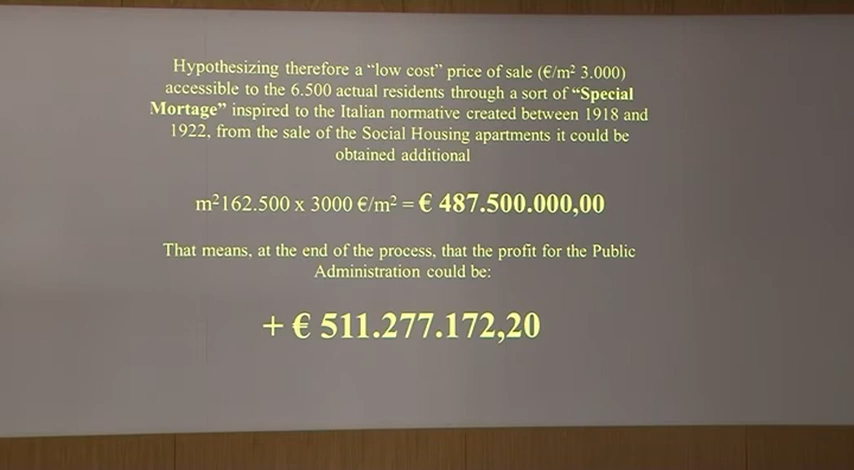 Hypothesizing therefore a “low cost” price of sale (€/m² 3.000)
accessible to the 6.500 actual residents through a sort of “Special
Mortage” inspired to the Italian normative created between 1918 and
1922, from the sale of the Social Housing apartments it could be
obtained additional
m²162.500 x 3000 €/m² = € 487.500.000,00
That means, at the end of the process, that the profit for the Public
Administration could be:
+ € 511.277.172,20